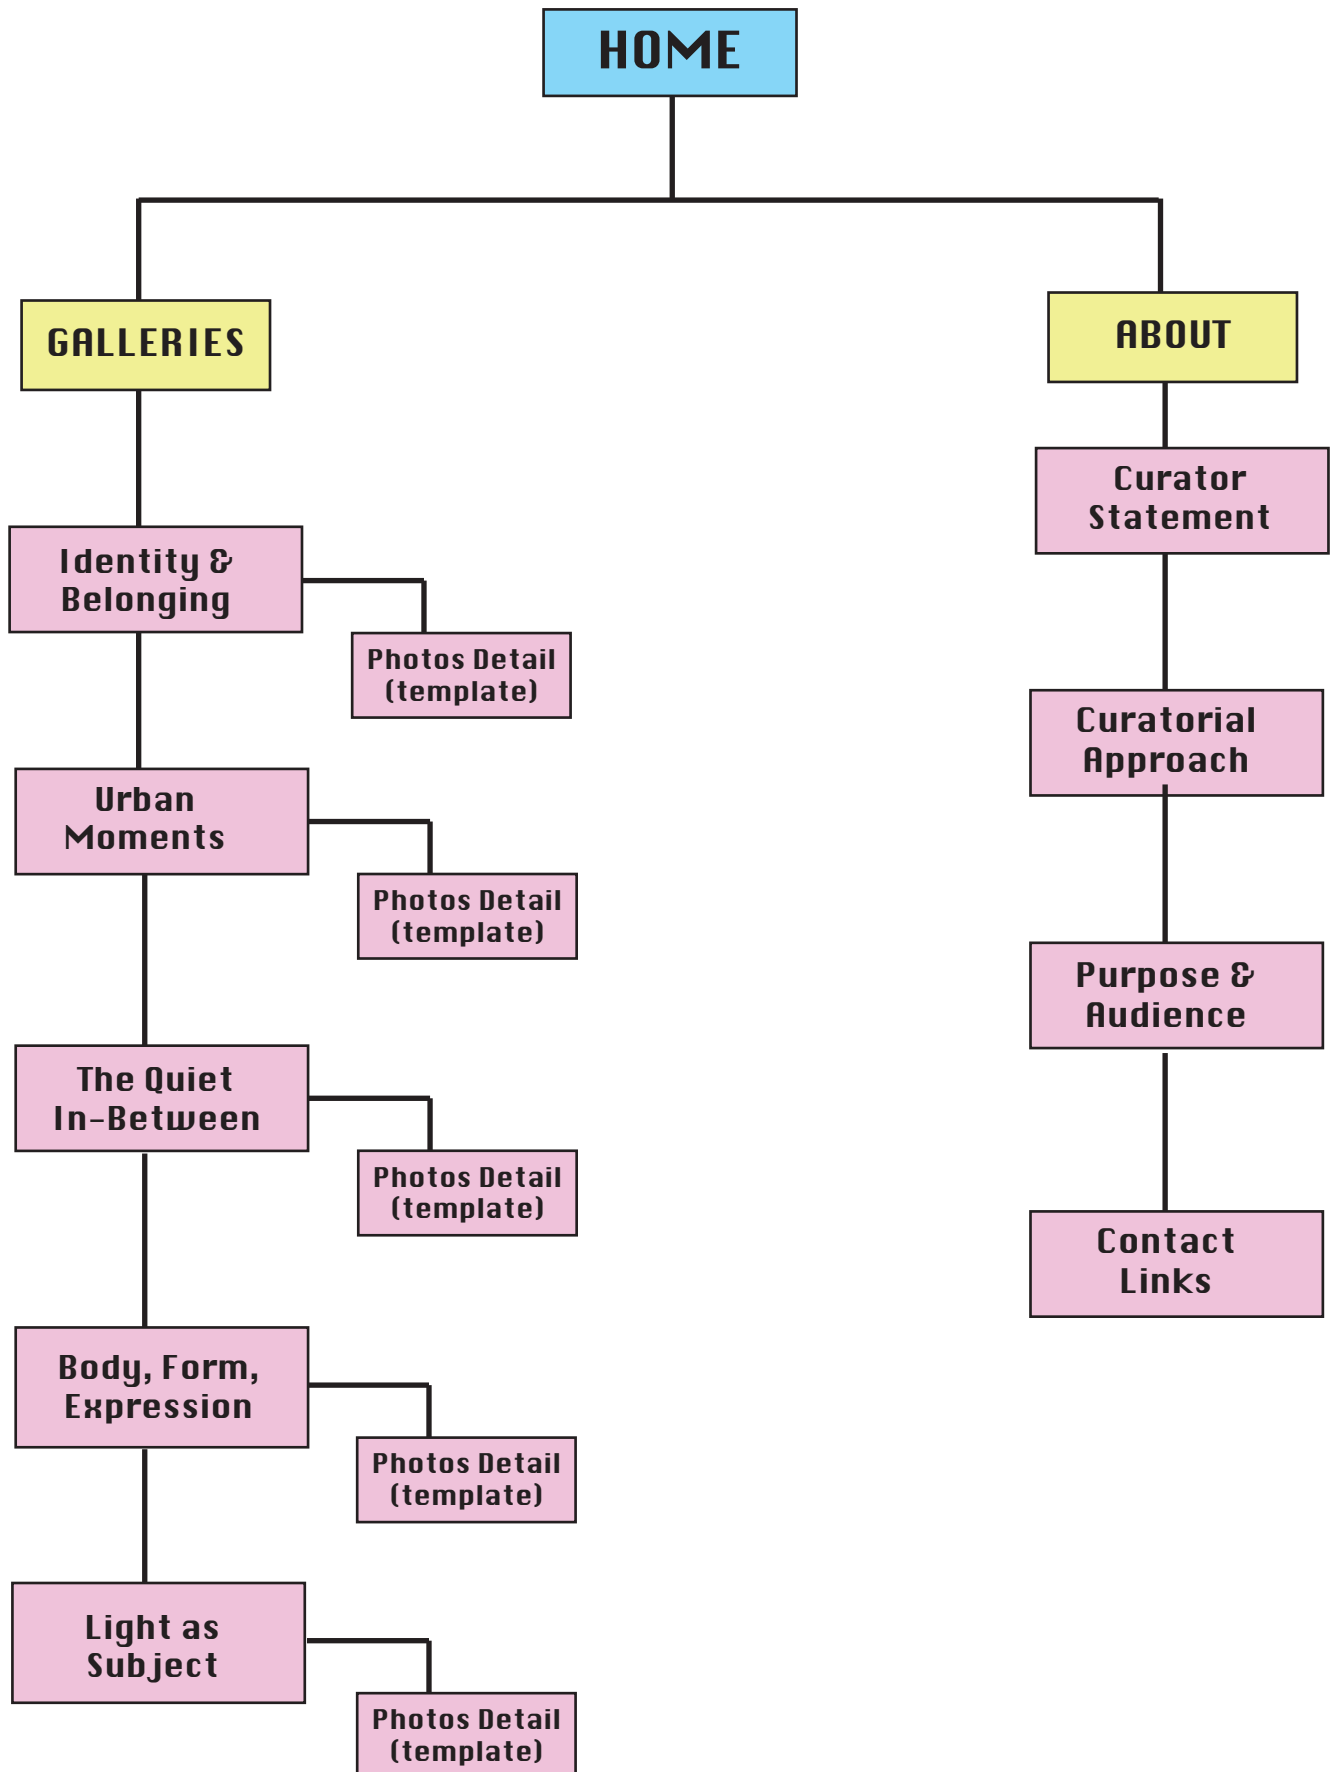 HOME
GALLERIES
ABOUT
Identity &
Belonging
Photos Detail
(template)
Urban
Moments
Photos Detail
(template)
The Quiet
In-Between
Photos Detail
(template)
Body, Form,
Expression
Photos Detail
(template)
Light as
Subject
Photos Detail
(template)
Curator
Statement
Curatorial
Approach
Purpose &
Audience
Contact
Links